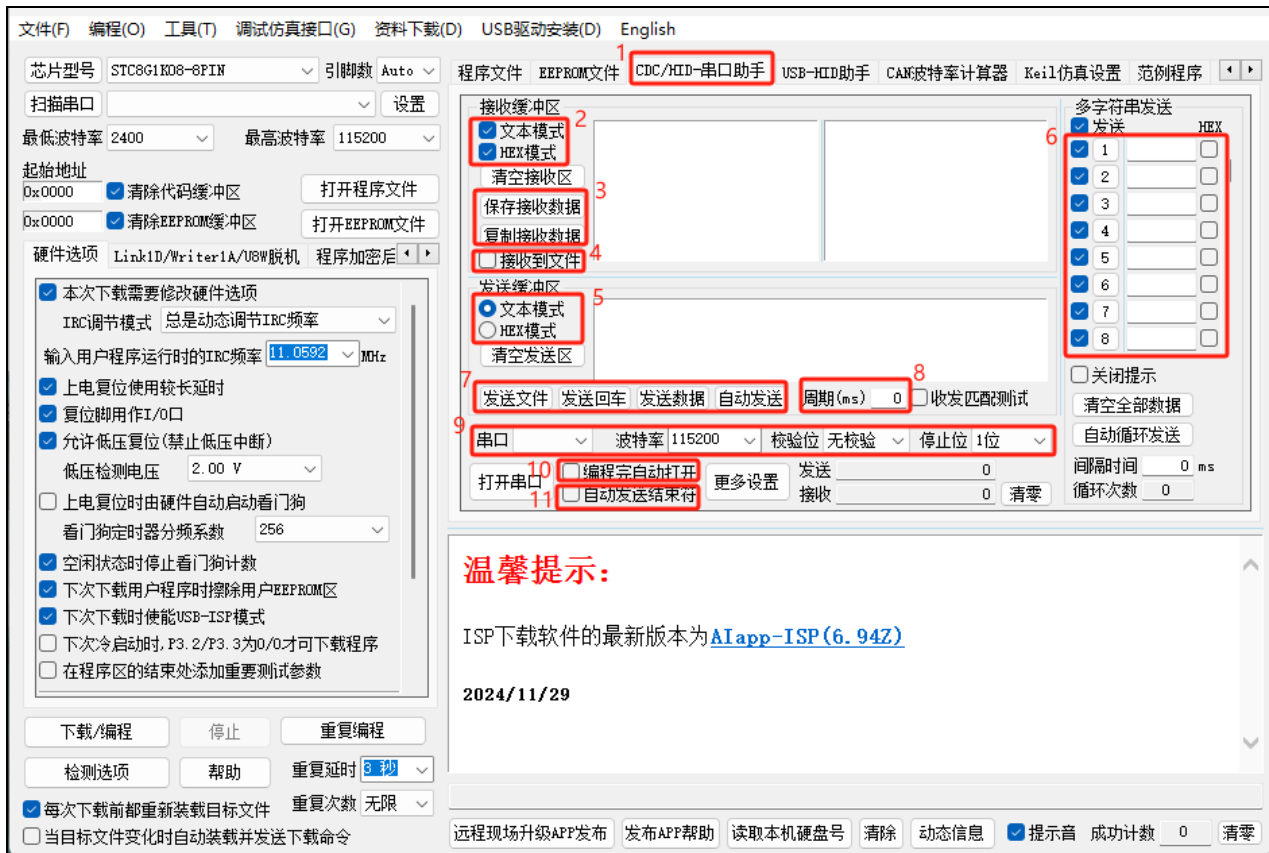 文件(F) 编程(O) 工具(T) 调试仿真接口(G) 资料下载(D) USB驱动安装(D) English
芯片型号 STC8G1K08-8PIN 引脚数 Auto
扫描串口 设置
最低波特率 2400 最高波特率 115200
起始地址
0x0000 清除代码缓冲区 打开程序文件
0x0000 清除EEPROM缓冲区 打开EEPROM文件
硬件选项 Link1D/Writer1A/U8W脱机 程序加密后
本次下载需要修改硬件选项
IRC调节模式 总是动态调节IRC频率
输入用户程序运行时的IRC频率 11.0592 MHz
上电复位使用较长延时
复位脚用作I/O口
允许低压复位(禁止低压中断)
低压检测电压 2.00 V
上电复位时由硬件自动启动看门狗
看门狗定时器分频系数 256
空闲状态时停止看门狗计数
下次下载用户程序时擦除用户EEPROM区
下次下载时使能USB-ISP模式
下次冷启动时,P3.2/P3.3为0/0才可下载程序
在程序区的结束处添加重要测试参数
下载/编程 停止 重复编程
检测选项 帮助 重复延时 3 秒
每次下载前都重新装载目标文件 重复次数 无限
当目标文件变化时自动装载并发送下载命令
1
程序文件 EEPROM文件 CDC/HID-串口助手 USB-HID助手 CAN波特率计算器 Keil仿真设置 范例程序
接收缓冲区
文本模式 2
HEX模式
清空接收区
3
保存接收数据
复制接收数据
接收到文件 4
发送缓冲区
5
文本模式
HEX模式
清空发送区
7 8
发送文件 发送回车 发送数据 自动发送 周期(ms) 0 收发匹配测试
9
串口 波特率 115200 校验位 无校验 停止位 1位
打开串口 10 编程完自动打开 更多设置 发送 0
11 自动发送结束符 接收 0 清零
多字符串发送
6 发送 HEX
1
2
3
4
5
6
7
8
关闭提示
清空全部数据
自动循环发送
间隔时间 0 ms
循环次数 0
温馨提示:
ISP下载软件的最新版本为AIapp-ISP(6.94Z)
2024/11/29
远程现场升级APP发布 发布APP帮助 读取本机硬盘号 清除 动态信息 提示音 成功计数 0 清零